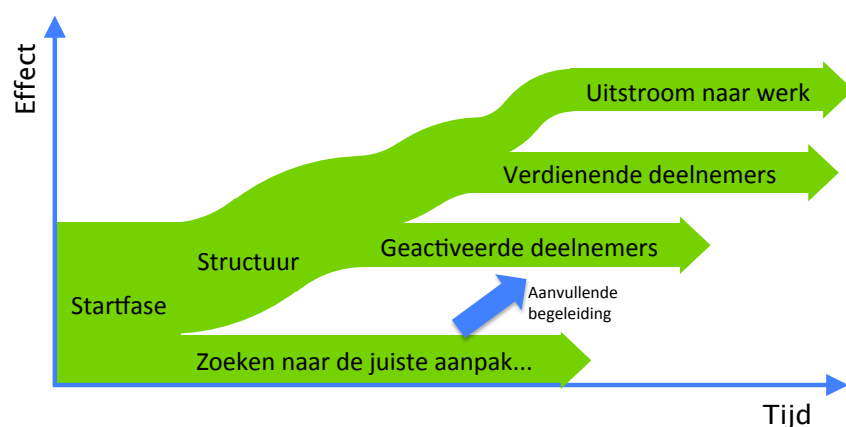 Effect
Uitstroom naar werk
Verdienende deelnemers
Geactiveerde deelnemers
Structuur
Startfase
Aanvullende
begeleiding
Zoeken naar de juiste aanpak...
Tijd